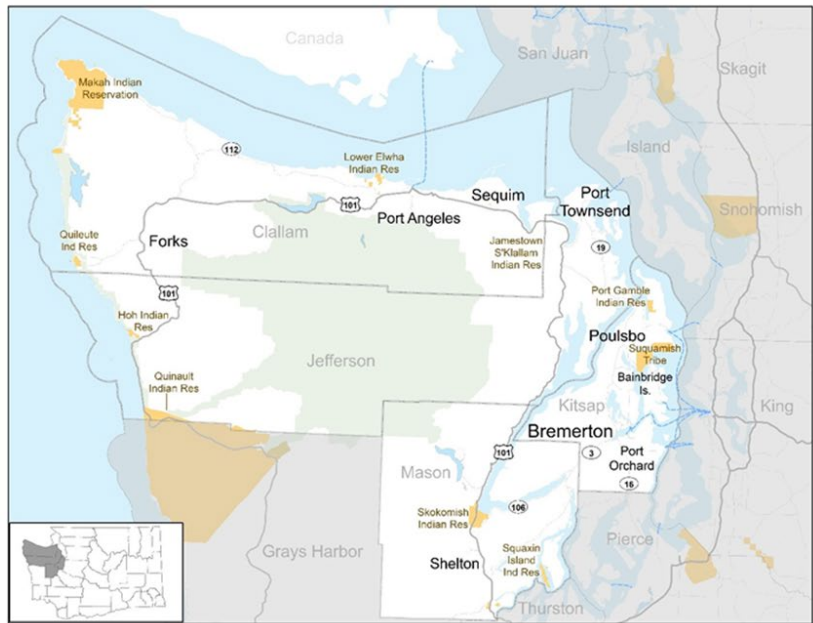 Canada
San Juan
Skagit
Makah Indian
Reservation
Island
112
Lower Elwha
Indian Res
Sequim
Port
Townsend
Snohomish
101
Port Angeles
Clallam
Forks
Quileute
Ind Res
Jamestown
S'Klallam
Indian Res
19
101
Port Gamble
Indian Res
Hoh Indian
Res
Poulsbo
Suquamish
Tribe
Jefferson
Bainbridge
Is.
Quinault
Indian Res
Kitsap
King
Bremerton
101
3
Port
Orchard
16
Mason
Skokomish
Indian Res
106
Pierce
Grays Harbor
Shelton
Squaxin
Island
Ind Res
Thurston